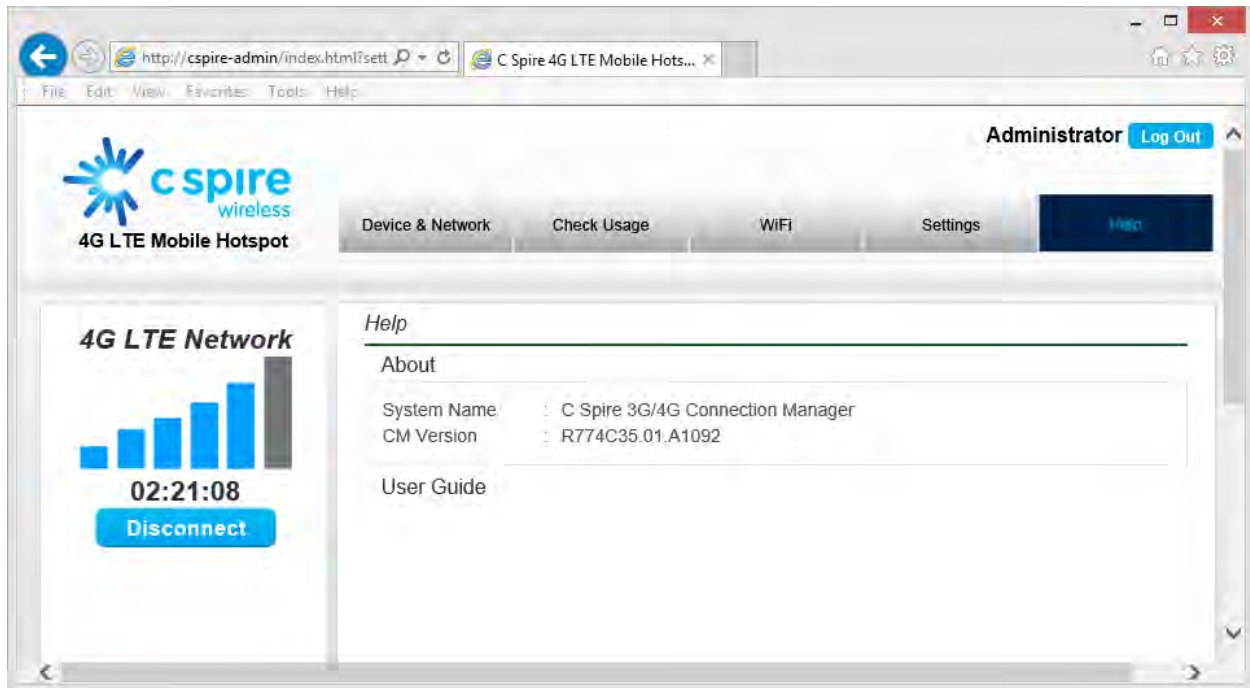 http://cspire-admin/index.html?sett
C Spire 4G LTE Mobile Hots...
File Edit View Favorites Tools Help
Administrator Log Out
c spire
wireless
4G LTE Mobile Hotspot
Device & Network Check Usage WiFi Settings Help
4G LTE Network
02:21:08
Disconnect
Help
About
System Name : C Spire 3G/4G Connection Manager
CM Version : R774C35.01.A1092
User Guide